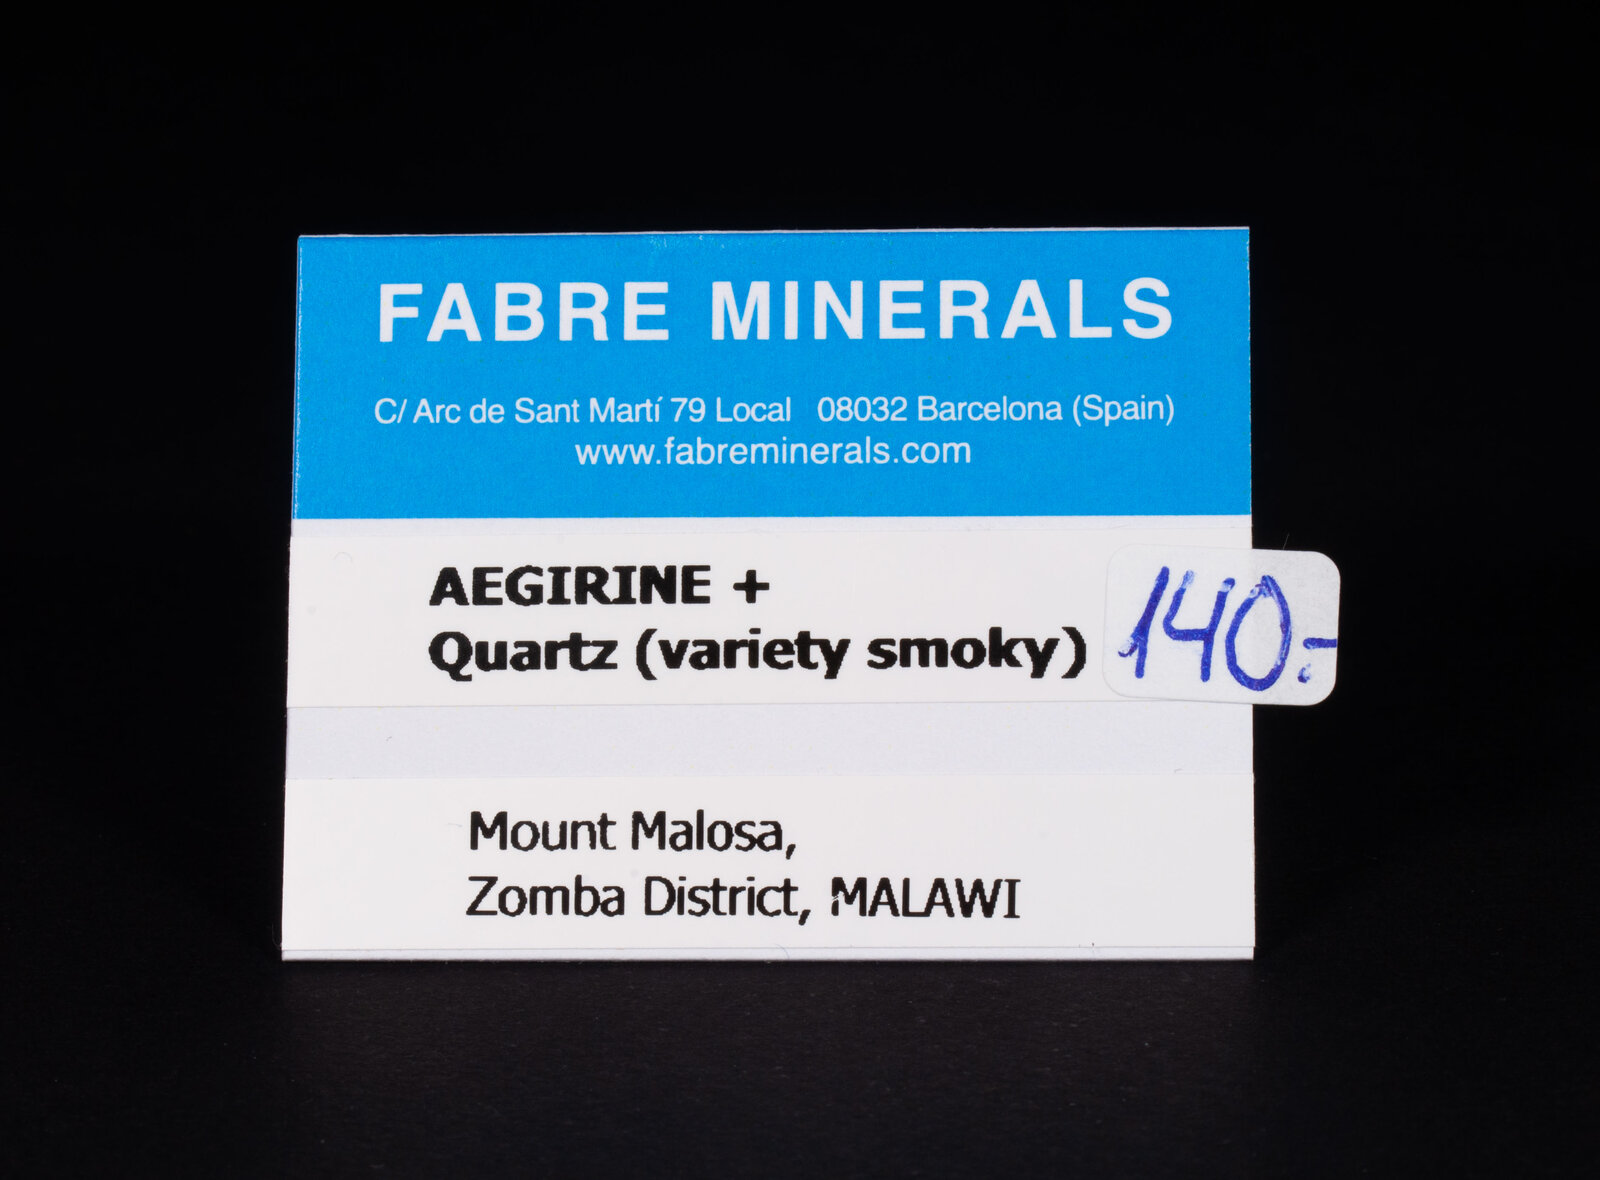 FABRE MINERALS
C/ Arc de Sant Martí 79 Local 08032 Barcelona (Spain)
www.fabreminerals.com
AEGIRINE +
Quartz (variety smoky)
140.-
Mount Malosa,
Zomba District, MALAWI